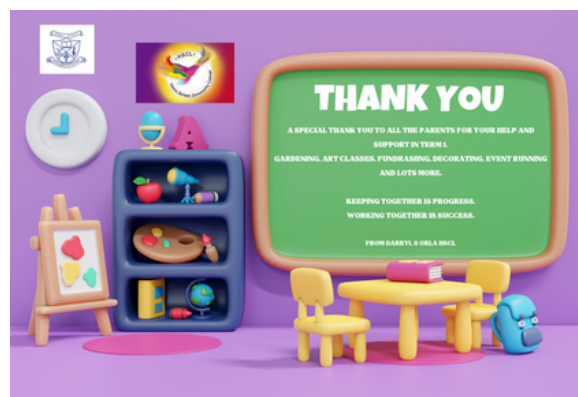 THANK YOU
A SPECIAL THANK YOU TO ALL THE PARENTS FOR YOUR HELP AND
SUPPORT IN TERM 1.
GARDENING, ART CLASSES, FUNDRASING, DECORATING, EVENT RUNNING
AND LOTS MORE.
KEEPING TOGETHER IS PROGRESS.
WORKING TOGETHER IS SUCCESS.
FROM DARRYL & ORLA HSCL
A